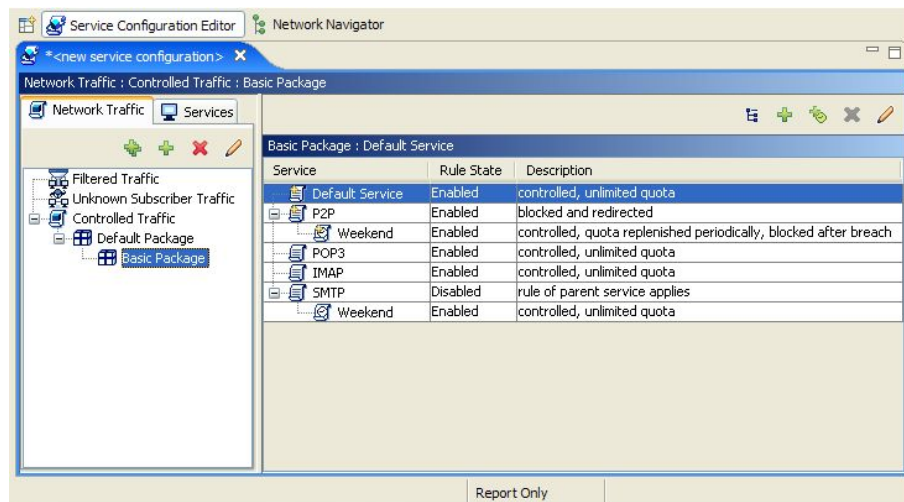 Service Configuration Editor Network Navigator
*<new service configuration>
Network Traffic : Controlled Traffic : Basic Package
Network Traffic Services
Filtered Traffic
Unknown Subscriber Traffic
Controlled Traffic
Default Package
Basic Package
Basic Package : Default Service
Service Rule State Description
Default Service Enabled controlled, unlimited quota
P2P Enabled blocked and redirected
Weekend Enabled controlled, quota replenished periodically, blocked after breach
POP3 Enabled controlled, unlimited quota
IMAP Enabled controlled, unlimited quota
SMTP Disabled rule of parent service applies
Weekend Enabled controlled, unlimited quota
Report Only